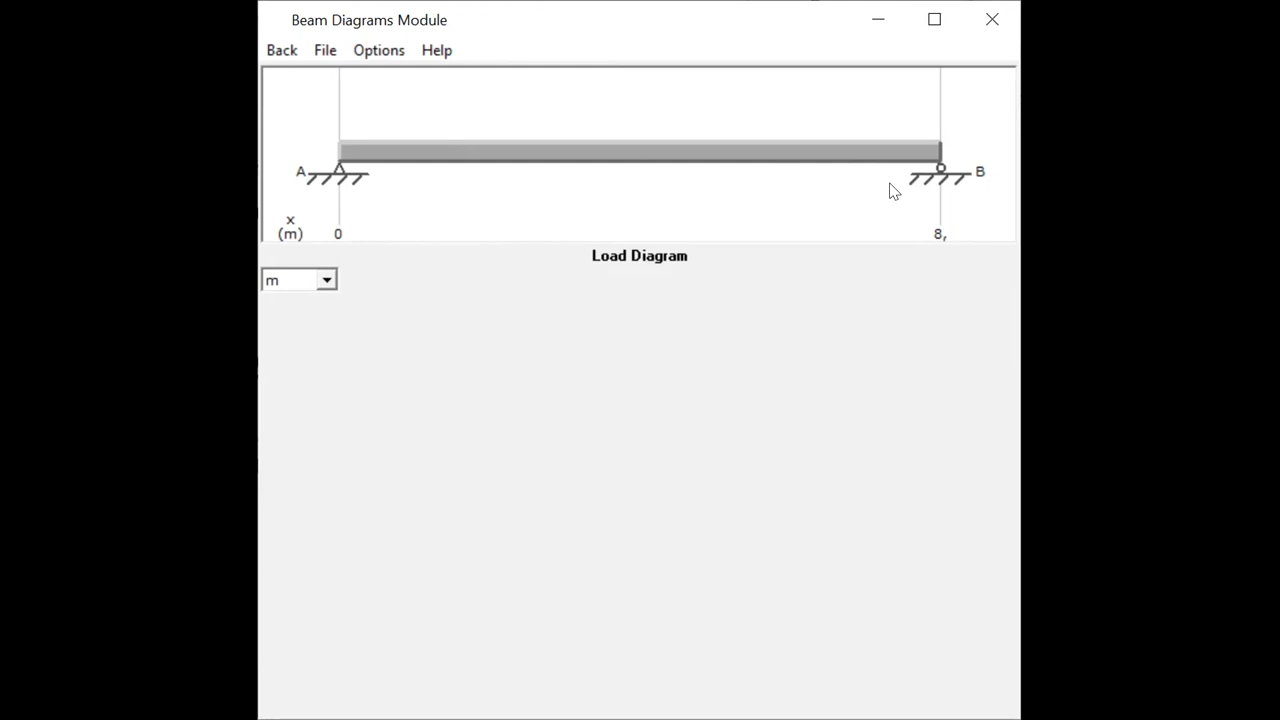 Beam Diagrams Module
Back File Options Help
A B
x
(m) 0 8,
Load Diagram
m